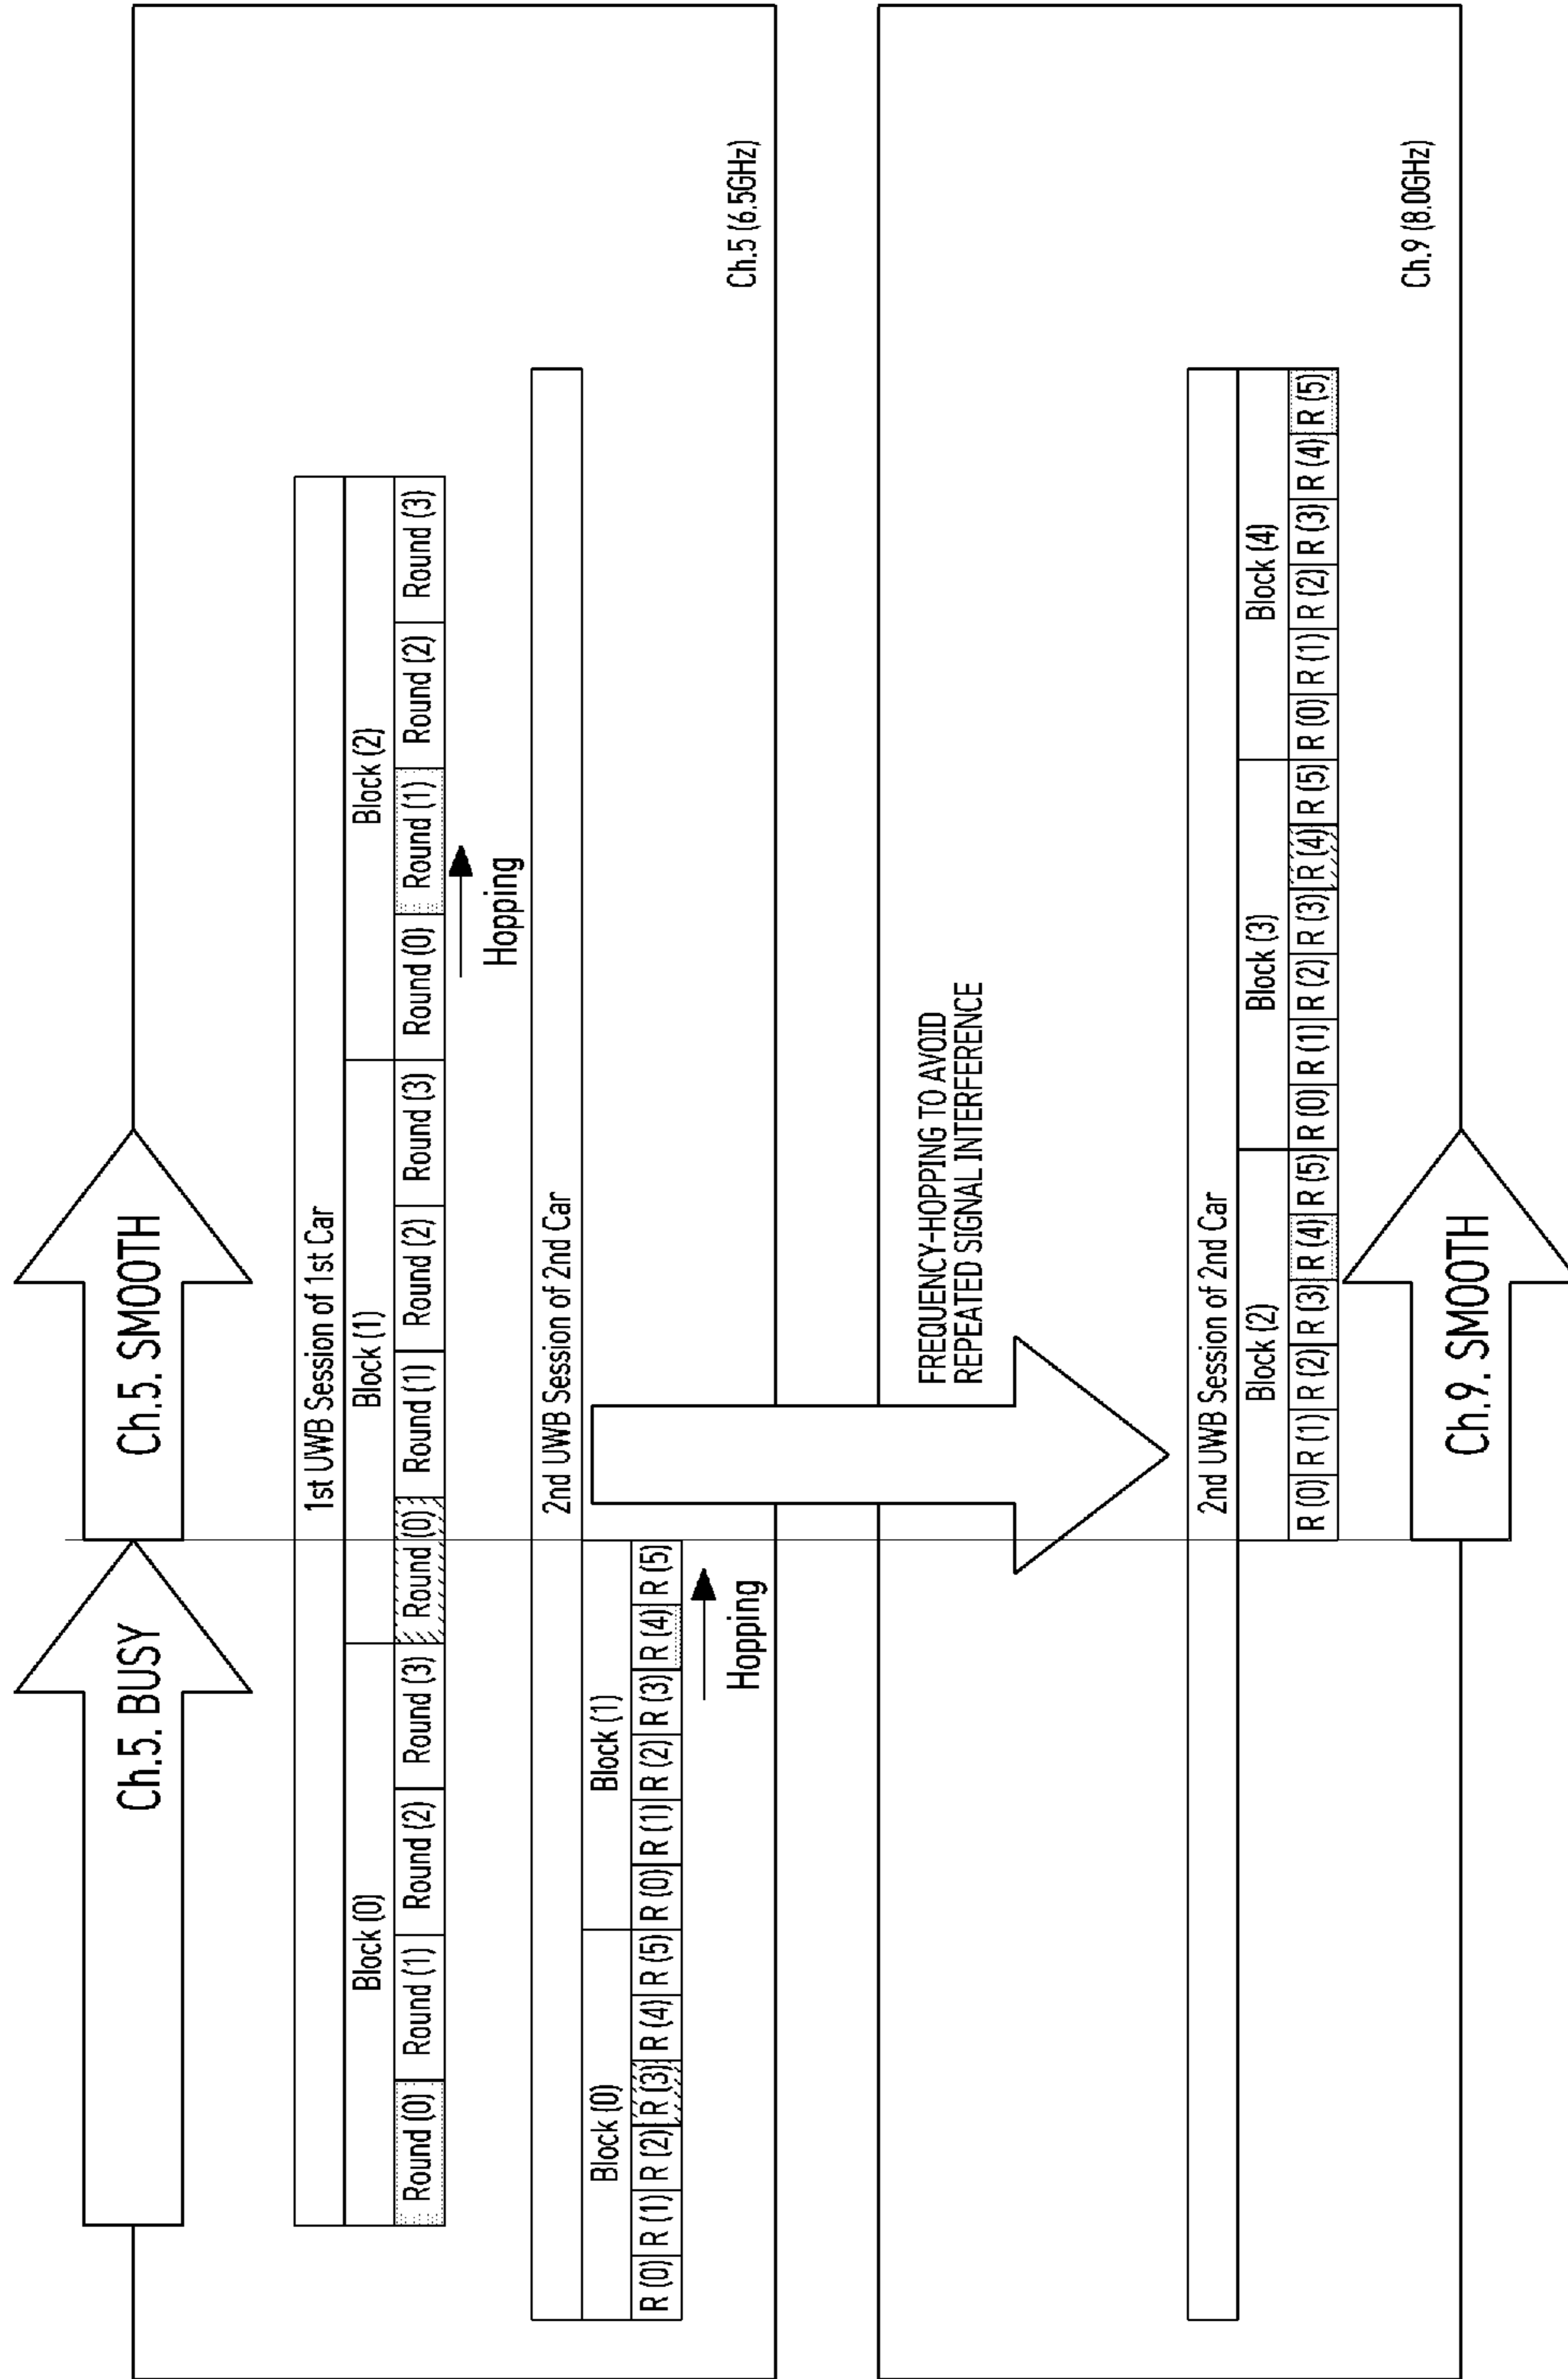 Ch.5. BUSY
Ch.5. SMOOTH
1st UWB Session of 1st Car
Block (0) Block (1) Block (2)
Round (0) Round (1) Round (2) Round (3) Round (0) Round (1) Round (2) Round (3) Round (0) Round (1) Round (2) Round (3)
Hopping
2nd UWB Session of 2nd Car
Block (0) Block (1)
R (0) R (1) R (2) R (3) R (4) R (5) R (0) R (1) R (2) R (3) R (4) R (5)
Hopping
Ch.5 (6.5GHz)
FREQUENCY-HOPPING TO AVOID
REPEATED SIGNAL INTERFERENCE
2nd UWB Session of 2nd Car
Block (2) Block (3) Block (4)
R (0) R (1) R (2) R (3) R (4) R (5) R (0) R (1) R (2) R (3) R (4) R (5) R (0) R (1) R (2) R (3) R (4) R (5)
Ch.9 (8.0GHz)
Ch.9. SMOOTH